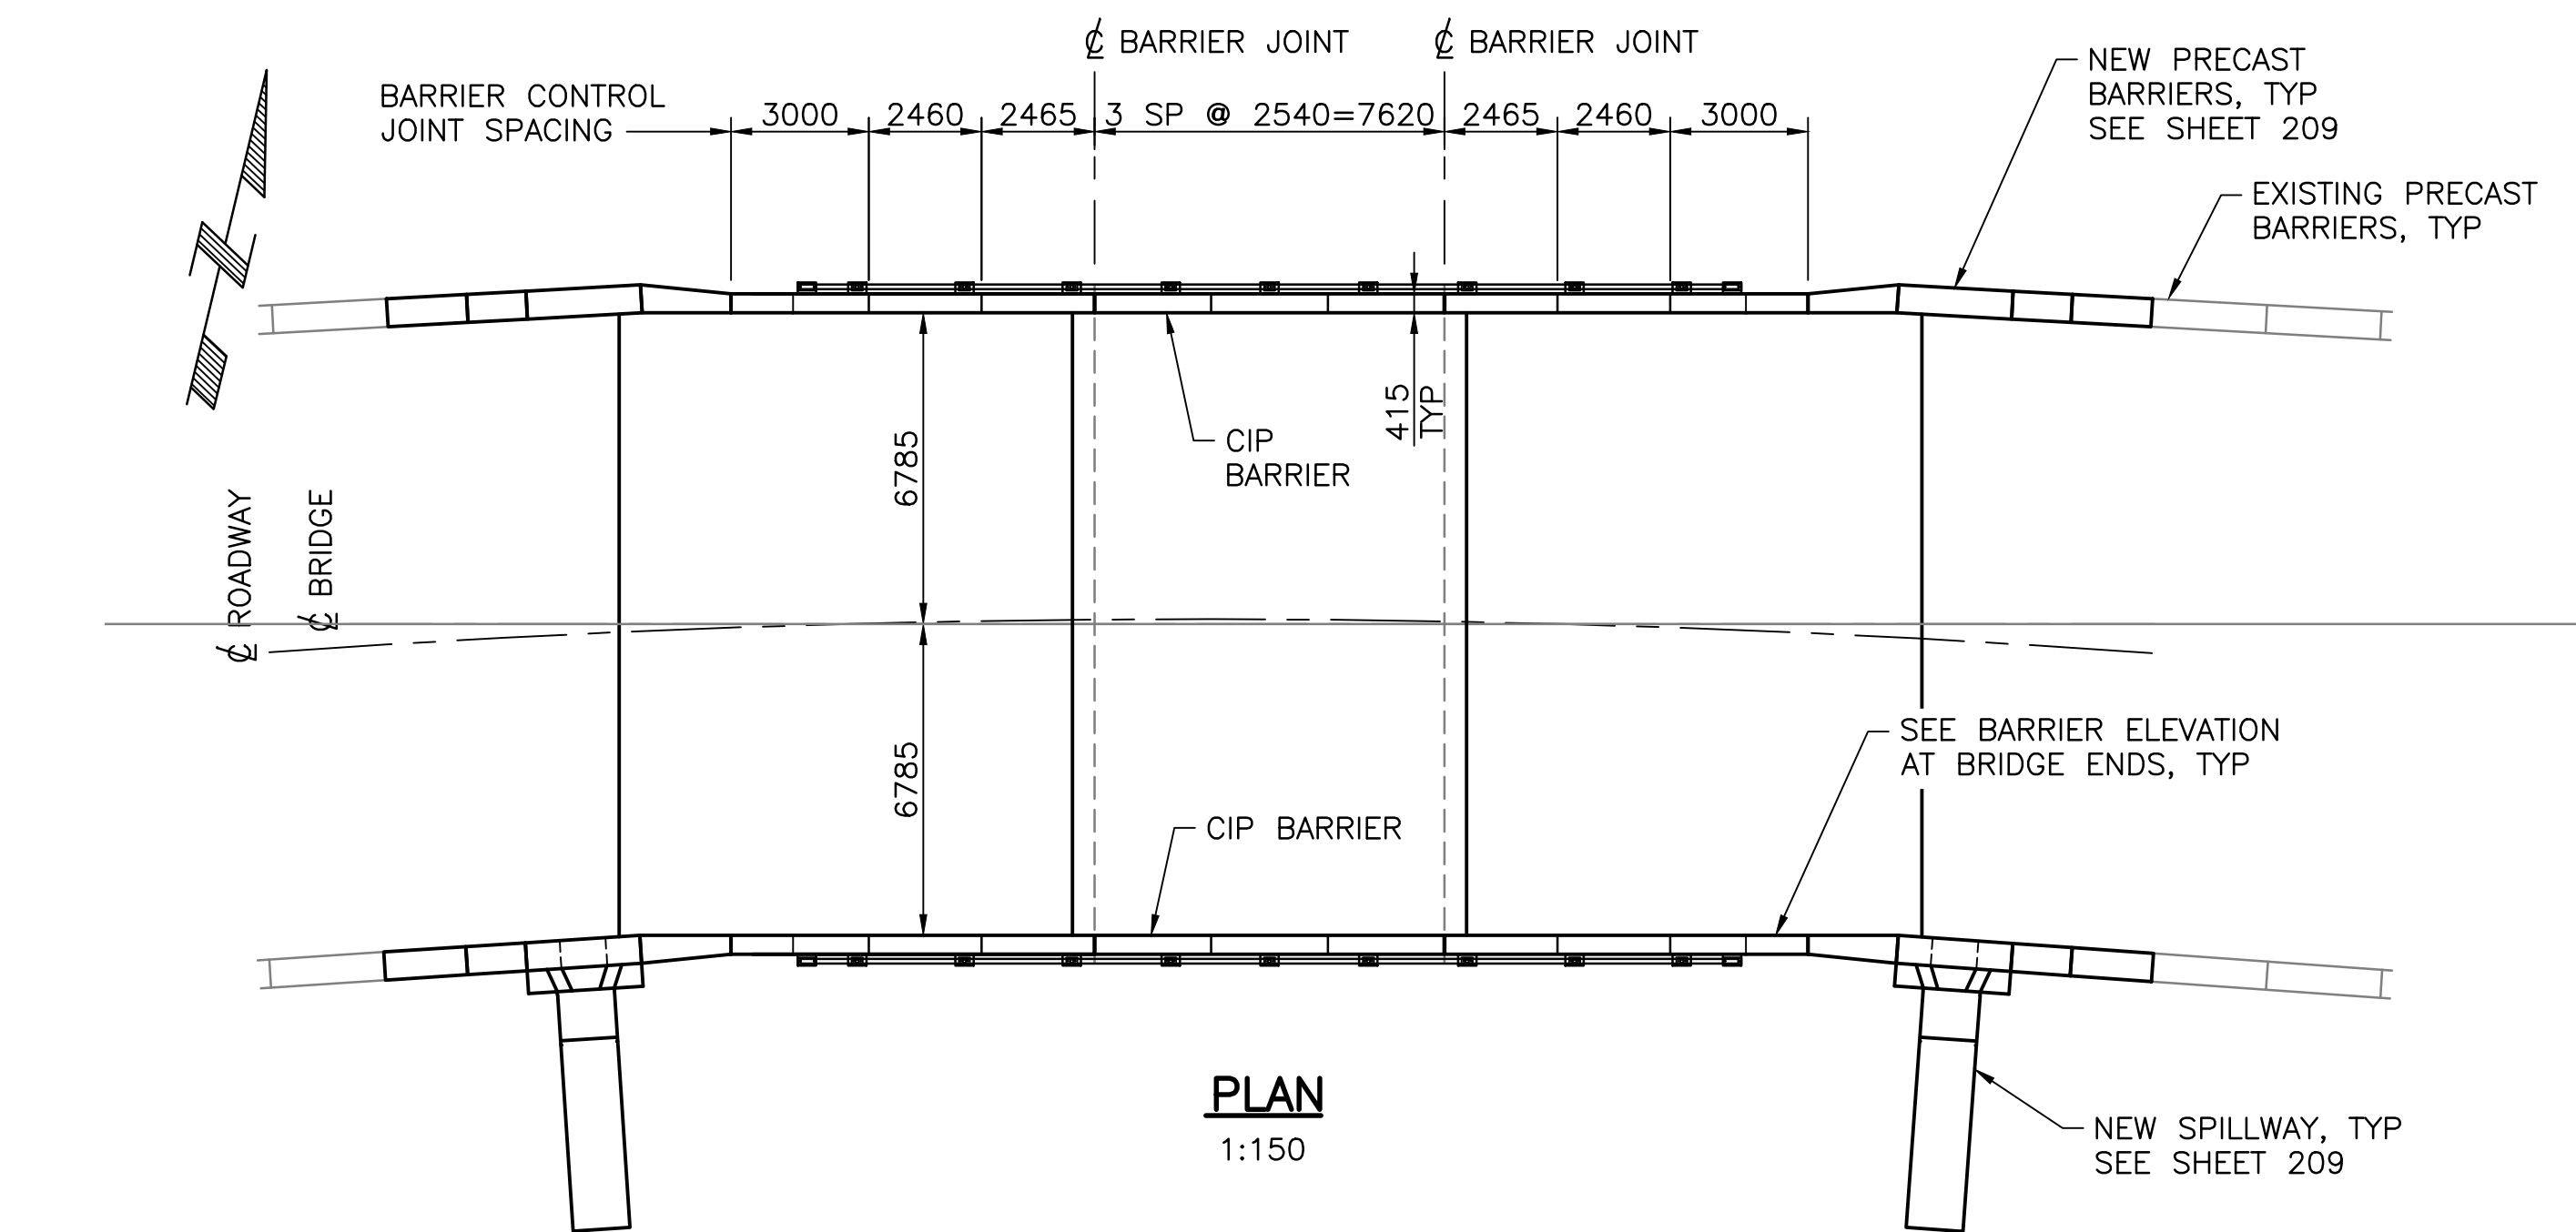 ℄ BARRIER JOINT
℄ BARRIER JOINT
BARRIER CONTROL
JOINT SPACING
3000
2460
2465
3 SP @ 2540=7620
2465
2460
3000
NEW PRECAST
BARRIERS, TYP
SEE SHEET 209
EXISTING PRECAST
BARRIERS, TYP
6785
415
TYP
CIP
BARRIER
℄ ROADWAY
℄ BRIDGE
6785
SEE BARRIER ELEVATION
AT BRIDGE ENDS, TYP
CIP BARRIER
PLAN
1:150
NEW SPILLWAY, TYP
SEE SHEET 209